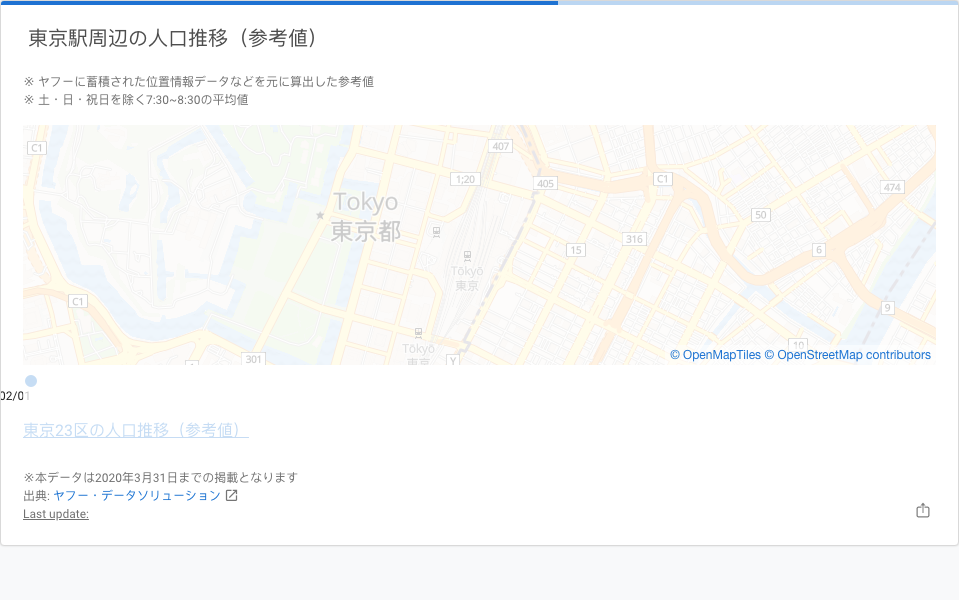 東京駅周辺の人口推移（参考値）
※ ヤフーに蓄積された位置情報データなどを元に算出した参考値
※ 土・日・祝日を除く7:30~8:30の平均値
C1
407
1;20
405
C1
474
Tokyo
東京都
50
316
15
6
Tōkyō
東京
C1
9
10
Tōkyō
東京
301
Y
© OpenMapTiles © OpenStreetMap contributors
02/01
東京23区の人口推移（参考値）
※本データは2020年3月31日までの掲載となります
出典: ヤフー・データソリューション
Last update: